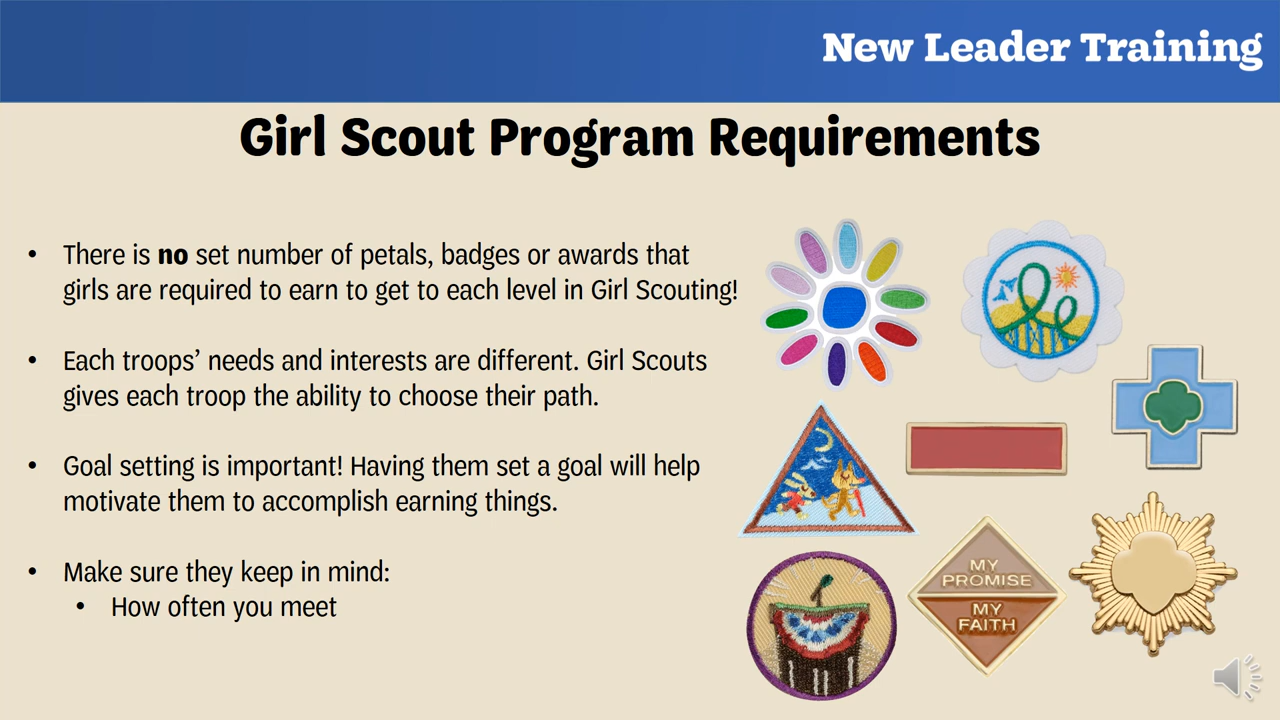 New Leader Training
Girl Scout Program Requirements
• There is no set number of petals, badges or awards that
girls are required to earn to get to each level in Girl Scouting!
• Each troops’ needs and interests are different. Girl Scouts
gives each troop the ability to choose their path.
• Goal setting is important! Having them set a goal will help
motivate them to accomplish earning things.
• Make sure they keep in mind:
• How often you meet
MY
PROMISE
MY
FAITH